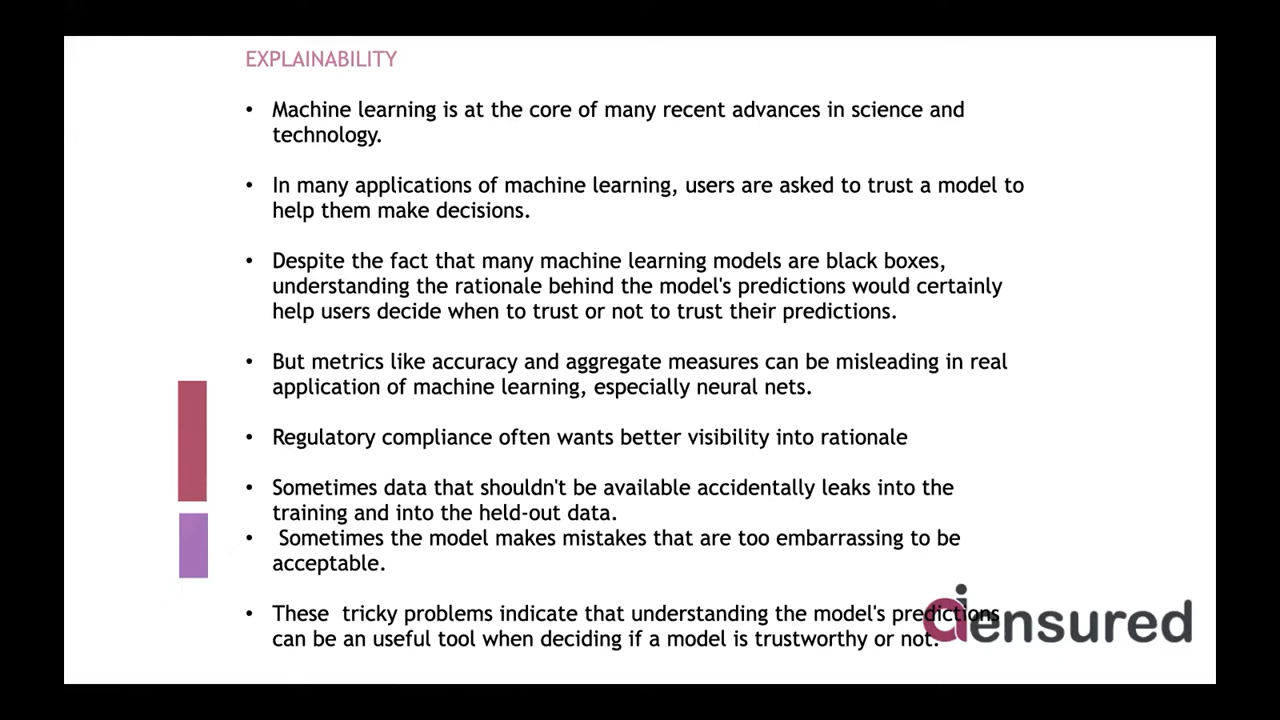 EXPLAINABILITY
• Machine learning is at the core of many recent advances in science and
technology.
• In many applications of machine learning, users are asked to trust a model to
help them make decisions.
• Despite the fact that many machine learning models are black boxes,
understanding the rationale behind the model's predictions would certainly
help users decide when to trust or not to trust their predictions.
• But metrics like accuracy and aggregate measures can be misleading in real
application of machine learning, especially neural nets.
• Regulatory compliance often wants better visibility into rationale
• Sometimes data that shouldn't be available accidentally leaks into the
training and into the held-out data.
• Sometimes the model makes mistakes that are too embarrassing to be
acceptable.
• These tricky problems indicate that understanding the model's predictions
can be an useful tool when deciding if a model is trustworthy or not.
aiensured